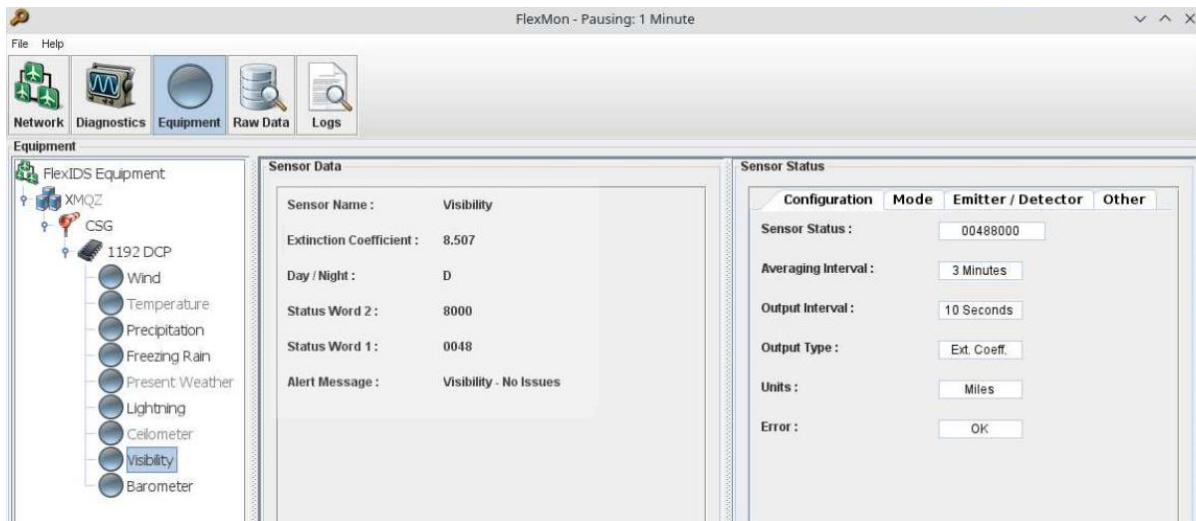 FlexMon - Pausing: 1 Minute
File Help
Network Diagnostics Equipment Raw Data Logs
Equipment
FlexIDS Equipment
XMQZ
CSG
1192 DCP
Wind
Temperature
Precipitation
Freezing Rain
Present Weather
Lightning
Ceilometer
Visibility
Barometer
Sensor Data
Sensor Name : Visibility
Extinction Coefficient : 8.507
Day / Night : D
Status Word 2 : 8000
Status Word 1 : 0048
Alert Message : Visibility - No Issues
Sensor Status
Configuration Mode Emitter / Detector Other
Sensor Status : 00488000
Averaging Interval : 3 Minutes
Output Interval : 10 Seconds
Output Type : Ext. Coeff.
Units : Miles
Error : OK